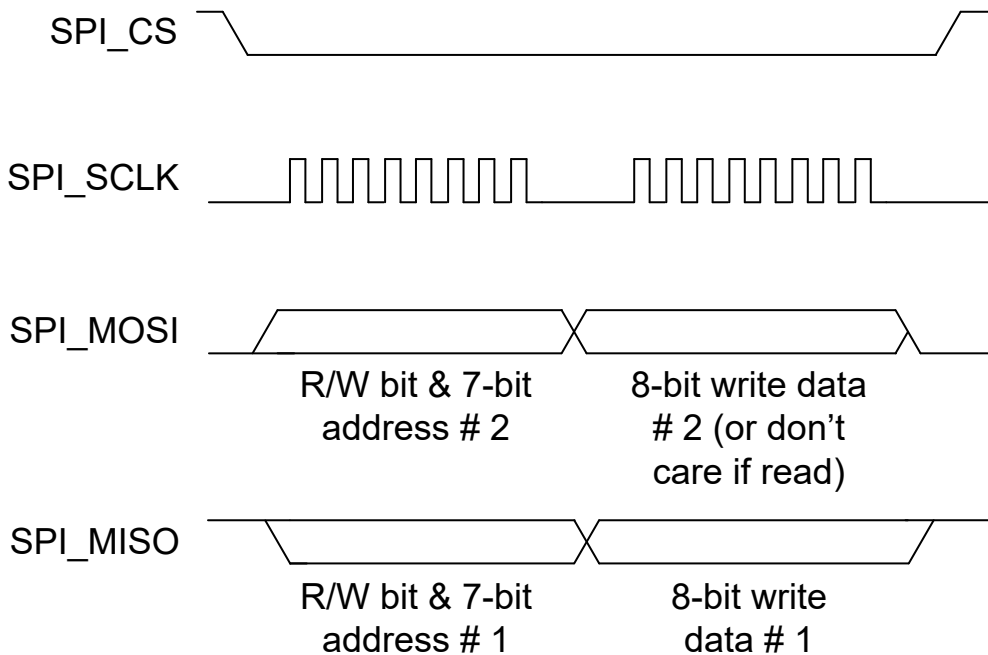 SPI_CS
SPI_SCLK
SPI_MOSI
R/W bit & 7-bit
address # 2
8-bit write data
# 2 (or don’t
care if read)
SPI_MISO
R/W bit & 7-bit
address # 1
8-bit write
data # 1